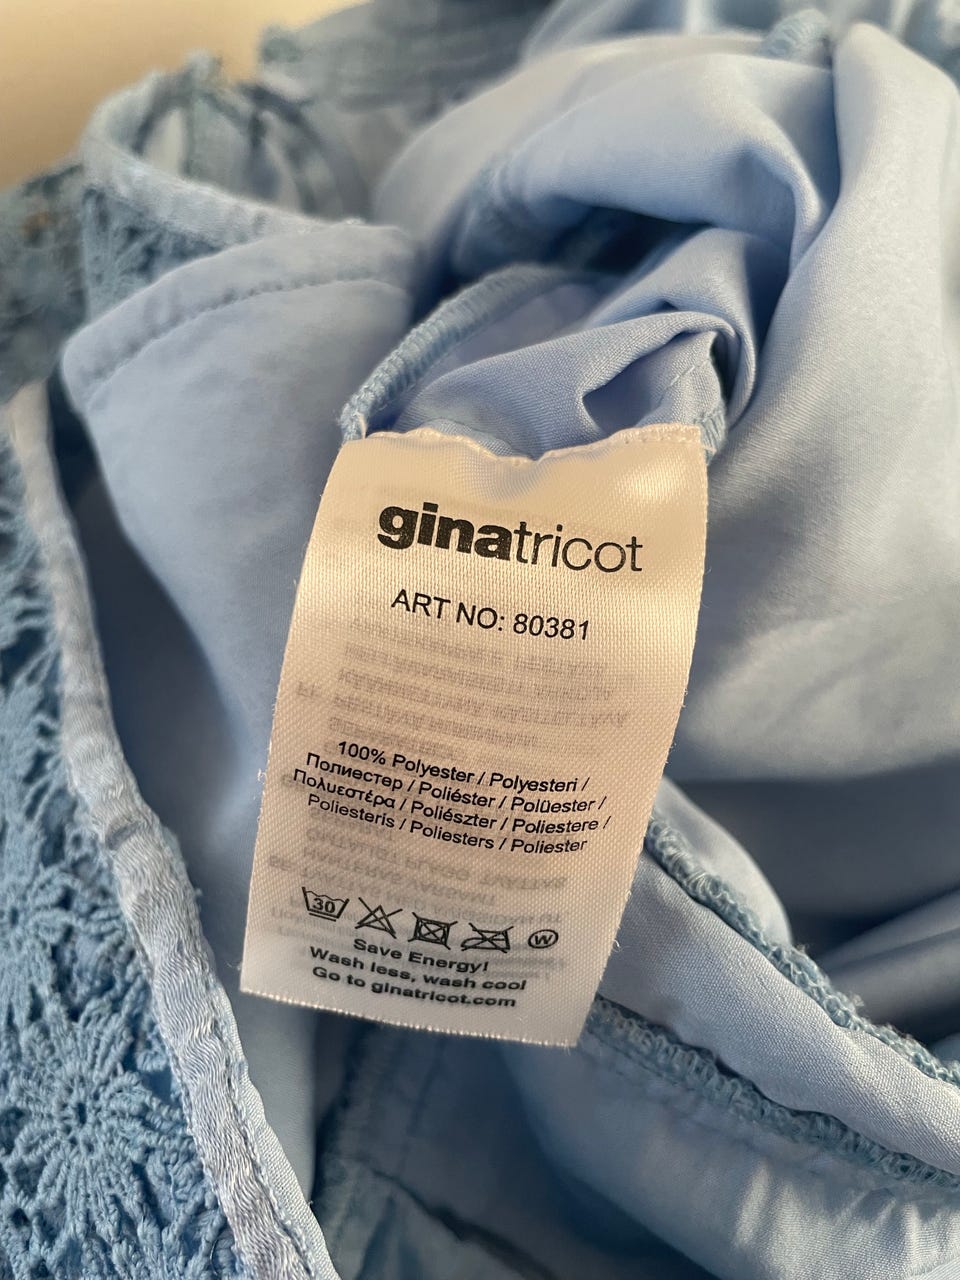 ginatricot
ART NO: 80381
100% Polyester / Polyesteri /
Полиестер / Poliéster / Polüester /
Πολυεστέρα / Poliészter / Poliestere /
Poliesteris / Poliesters / Poliester
30
W
Save Energy!
Wash less, wash cool
Go to ginatricot.com